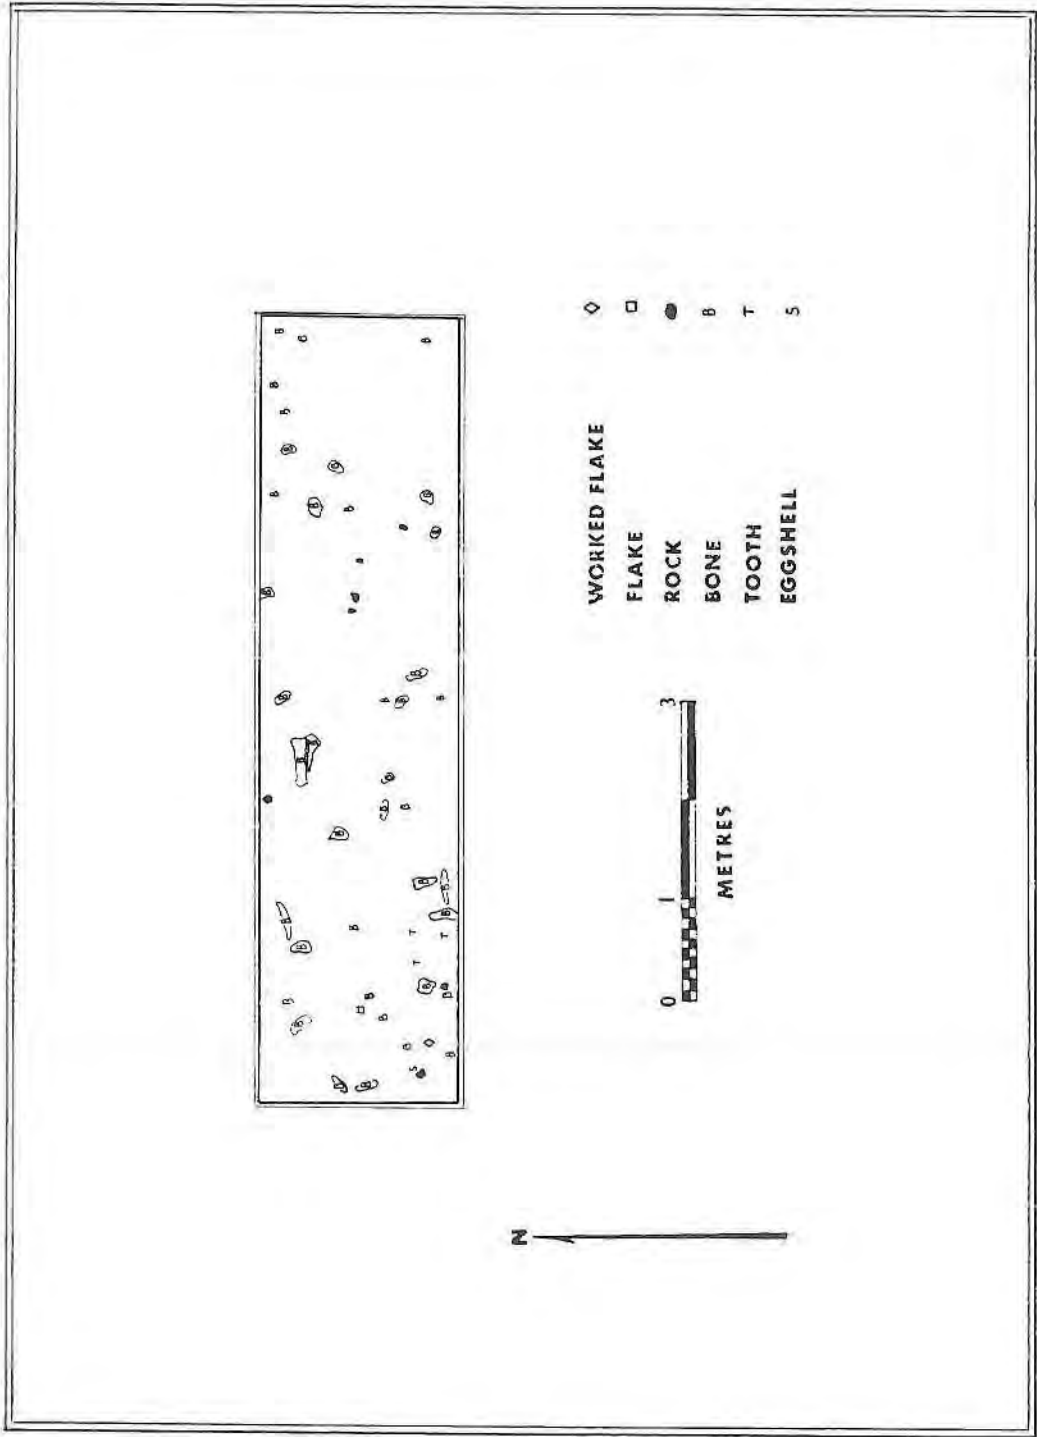 N
0 1 3
METRES
WORKED FLAKE ◇
FLAKE □
ROCK
BONE B
TOOTH T
EGGSHELL S